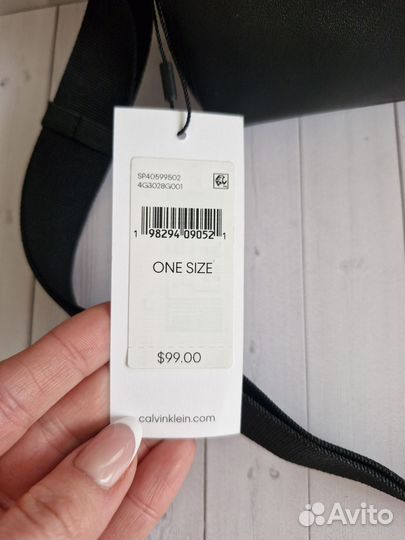 SP40599502
4G3028G001
1 98294 09052 1
ONE SIZE
$99.00
calvinklein.com
Avito